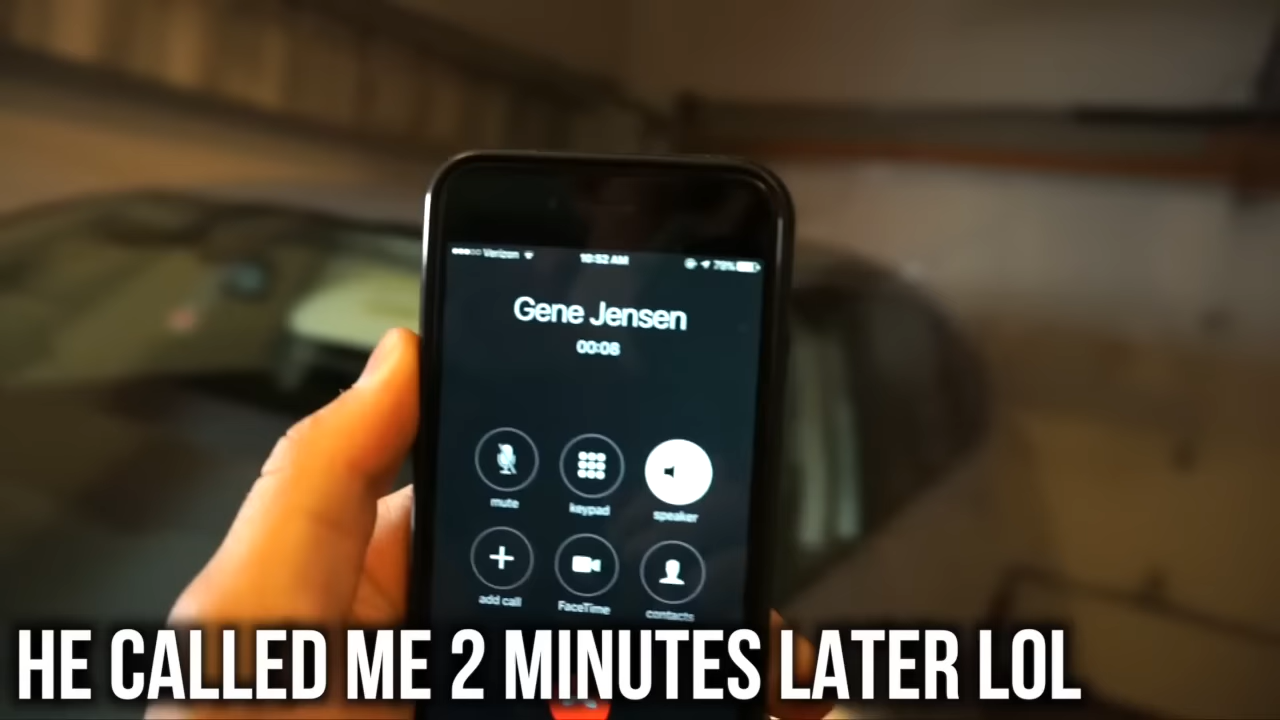 Verizon 10:52 AM 79%
Gene Jensen
00:08
mute keypad speaker
add call FaceTime contacts
HE CALLED ME 2 MINUTES LATER LOL